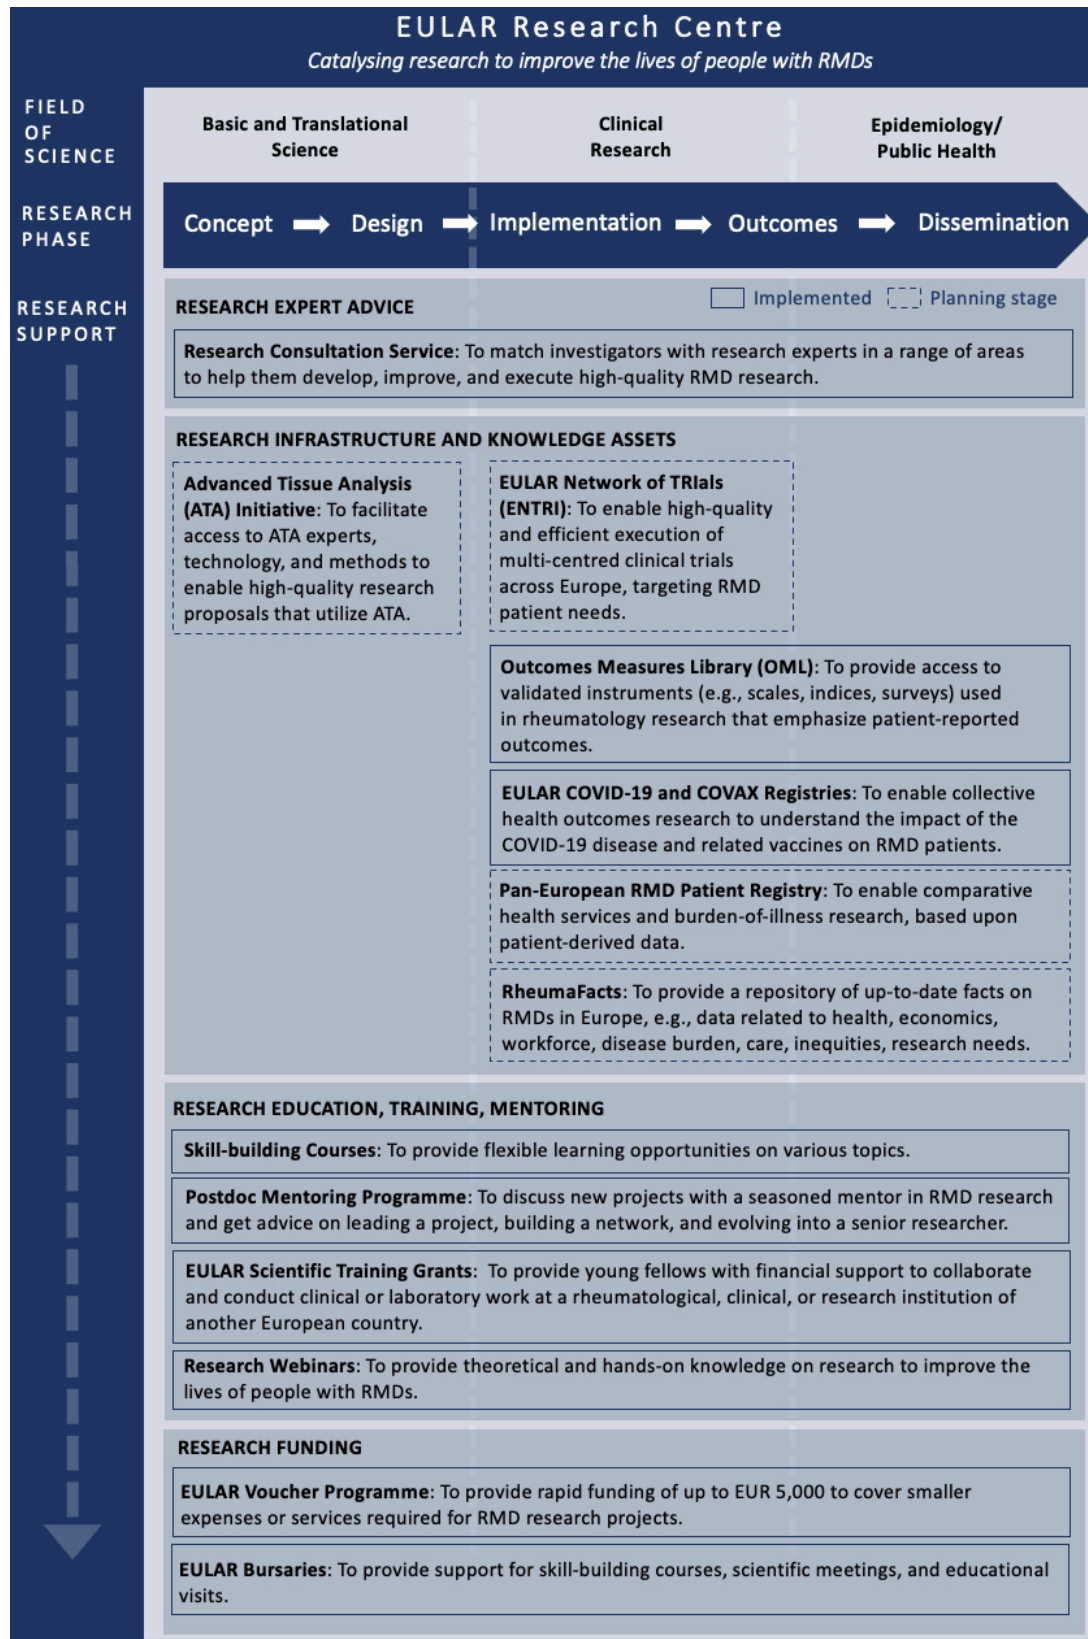 EULAR Research Centre
Catalysing research to improve the lives of people with RMDs
FIELD
OF
SCIENCE
Basic and Translational
Science
Clinical
Research
Epidemiology/
Public Health
RESEARCH
PHASE
Concept
Design
Implementation
Outcomes
Dissemination
RESEARCH
SUPPORT
RESEARCH EXPERT ADVICE
Implemented
Planning stage
Research Consultation Service: To match investigators with research experts in a range of areas
to help them develop, improve, and execute high-quality RMD research.
RESEARCH INFRASTRUCTURE AND KNOWLEDGE ASSETS
Advanced Tissue Analysis
(ATA) Initiative: To facilitate
access to ATA experts,
technology, and methods to
enable high-quality research
proposals that utilize ATA.
EULAR Network of TRIals
(ENTRI): To enable high-quality
and efficient execution of
multi-centred clinical trials
across Europe, targeting RMD
patient needs.
Outcomes Measures Library (OML): To provide access to
validated instruments (e.g., scales, indices, surveys) used
in rheumatology research that emphasize patient-reported
outcomes.
EULAR COVID-19 and COVAX Registries: To enable collective
health outcomes research to understand the impact of the
COVID-19 disease and related vaccines on RMD patients.
Pan-European RMD Patient Registry: To enable comparative
health services and burden-of-illness research, based upon
patient-derived data.
RheumaFacts: To provide a repository of up-to-date facts on
RMDs in Europe, e.g., data related to health, economics,
workforce, disease burden, care, inequities, research needs.
RESEARCH EDUCATION, TRAINING, MENTORING
Skill-building Courses: To provide flexible learning opportunities on various topics.
Postdoc Mentoring Programme: To discuss new projects with a seasoned mentor in RMD research
and get advice on leading a project, building a network, and evolving into a senior researcher.
EULAR Scientific Training Grants: To provide young fellows with financial support to collaborate
and conduct clinical or laboratory work at a rheumatological, clinical, or research institution of
another European country.
Research Webinars: To provide theoretical and hands-on knowledge on research to improve the
lives of people with RMDs.
RESEARCH FUNDING
EULAR Voucher Programme: To provide rapid funding of up to EUR 5,000 to cover smaller
expenses or services required for RMD research projects.
EULAR Bursaries: To provide support for skill-building courses, scientific meetings, and educational
visits.